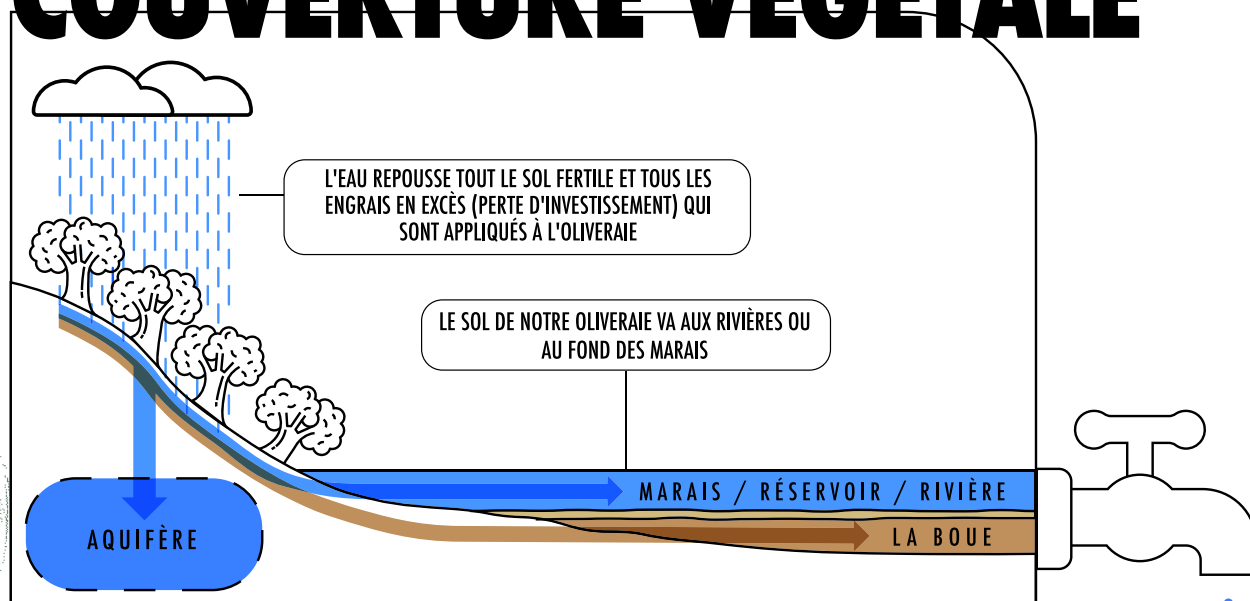 COUVERTURE VÉGÉTALE
L'EAU REPOUSSE TOUT LE SOL FERTILE ET TOUS LES
ENGRAIS EN EXCÈS (PERTE D'INVESTISSEMENT) QUI
SONT APPLIQUÉS À L'OLIVERAIE
LE SOL DE NOTRE OLIVERAIE VA AUX RIVIÈRES OU
AU FOND DES MARAIS
MARAIS / RÉSERVOIR / RIVIÈRE
AQUIFÈRE
LA BOUE